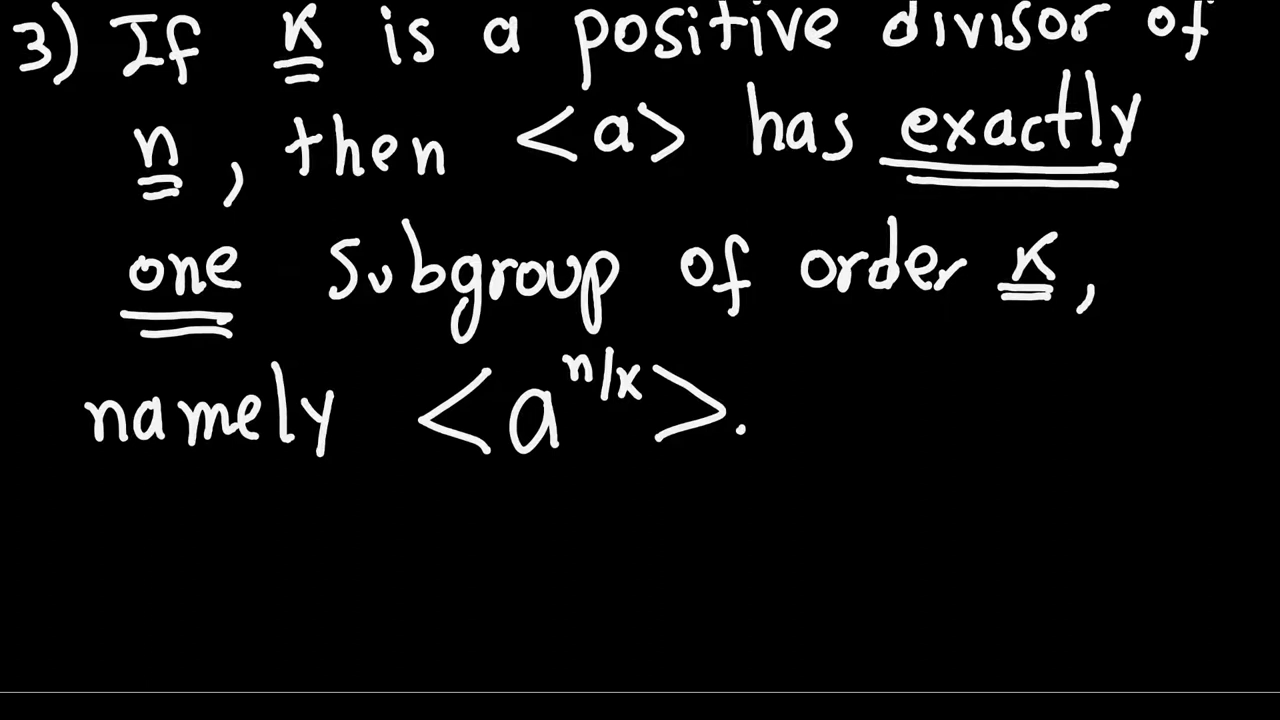 3) If k is a positive divisor of
n, then <a> has exactly
one subgroup of order k,
namely <a^{n/k}>.